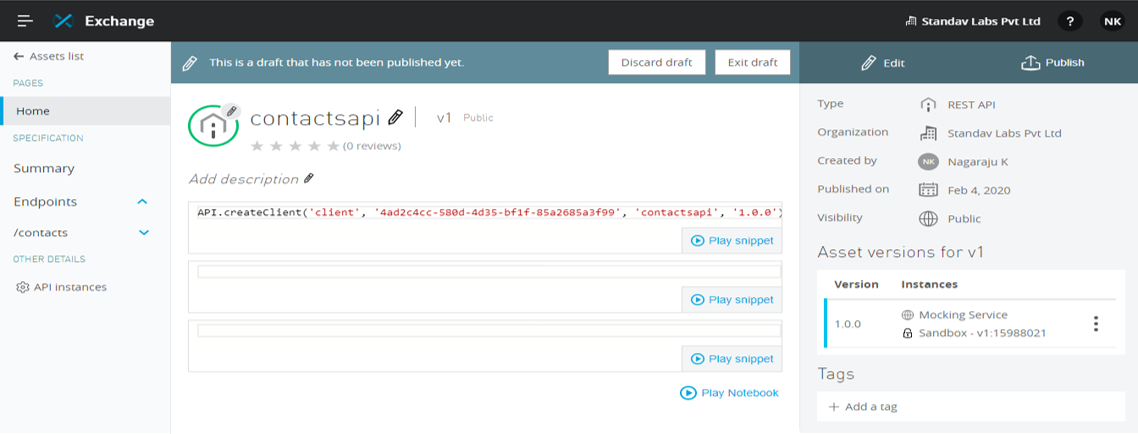 Exchange
Standav Labs Pvt Ltd
?
NK
Assets list
PAGES
Home
SPECIFICATION
Summary
Endpoints
/contacts
OTHER DETAILS
API instances
This is a draft that has not been published yet.
Discard draft
Exit draft
contactsapi
v1 Public
(0 reviews)
Add description
API.createClient('client', '4ad2c4cc-580d-4d35-bf1f-85a2685a3f99', 'contactsapi', '1.0.0')
Play snippet
Play snippet
Play snippet
Play Notebook
Edit
Publish
Type REST API
Organization Standav Labs Pvt Ltd
Created by NK Nagaraju K
Published on Feb 4, 2020
Visibility Public
Asset versions for v1
Version Instances
1.0.0 Mocking Service
Sandbox - v1:15988021
Tags
+ Add a tag